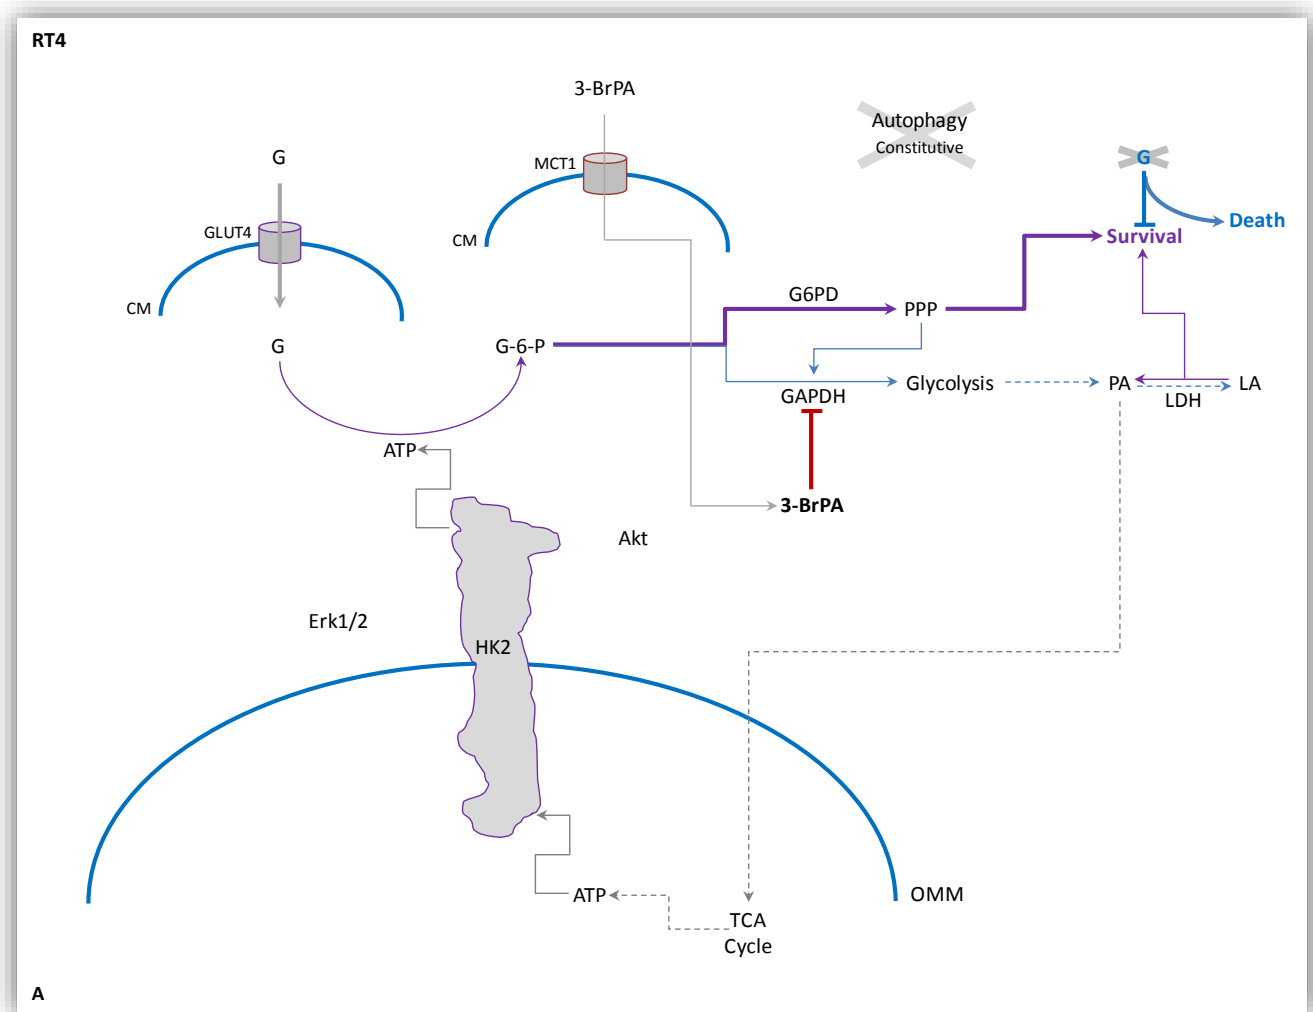 RT4
3-BrPA
Autophagy
Constitutive
G
MCT1
G
GLUT4
CM
Death
Survival
CM
G6PD
PPP
G
G-6-P
GAPDH
Glycolysis
PA
LA
LDH
ATP
3-BrPA
Akt
Erk1/2
HK2
ATP
OMM
TCA
Cycle
A